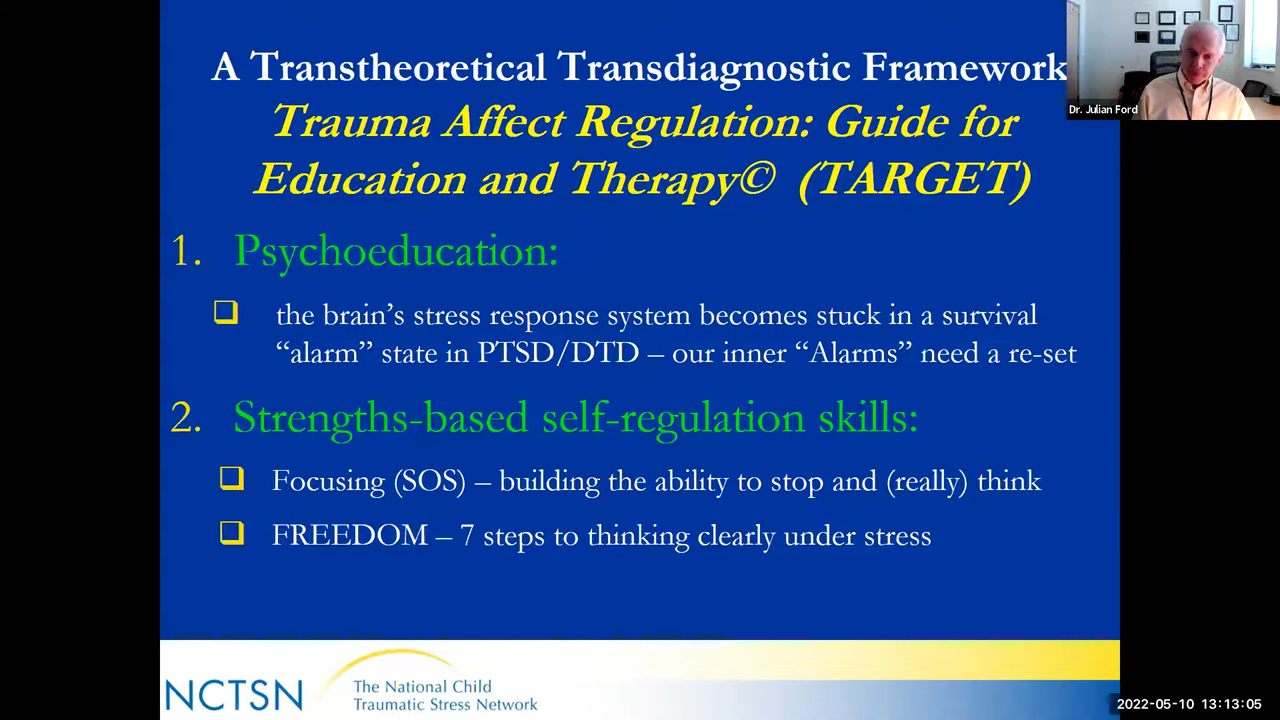 A Transtheoretical Transdiagnostic Framework
Trauma Affect Regulation: Guide for
Education and Therapy© (TARGET)
Dr. Julian Ford
1. Psychoeducation:
❑ the brain’s stress response system becomes stuck in a survival
“alarm” state in PTSD/DTD – our inner “Alarms” need a re-set
2. Strengths-based self-regulation skills:
❑ Focusing (SOS) – building the ability to stop and (really) think
❑ FREEDOM – 7 steps to thinking clearly under stress
NCTSN
The National Child
Traumatic Stress Network
2022-05-10 13:13:05